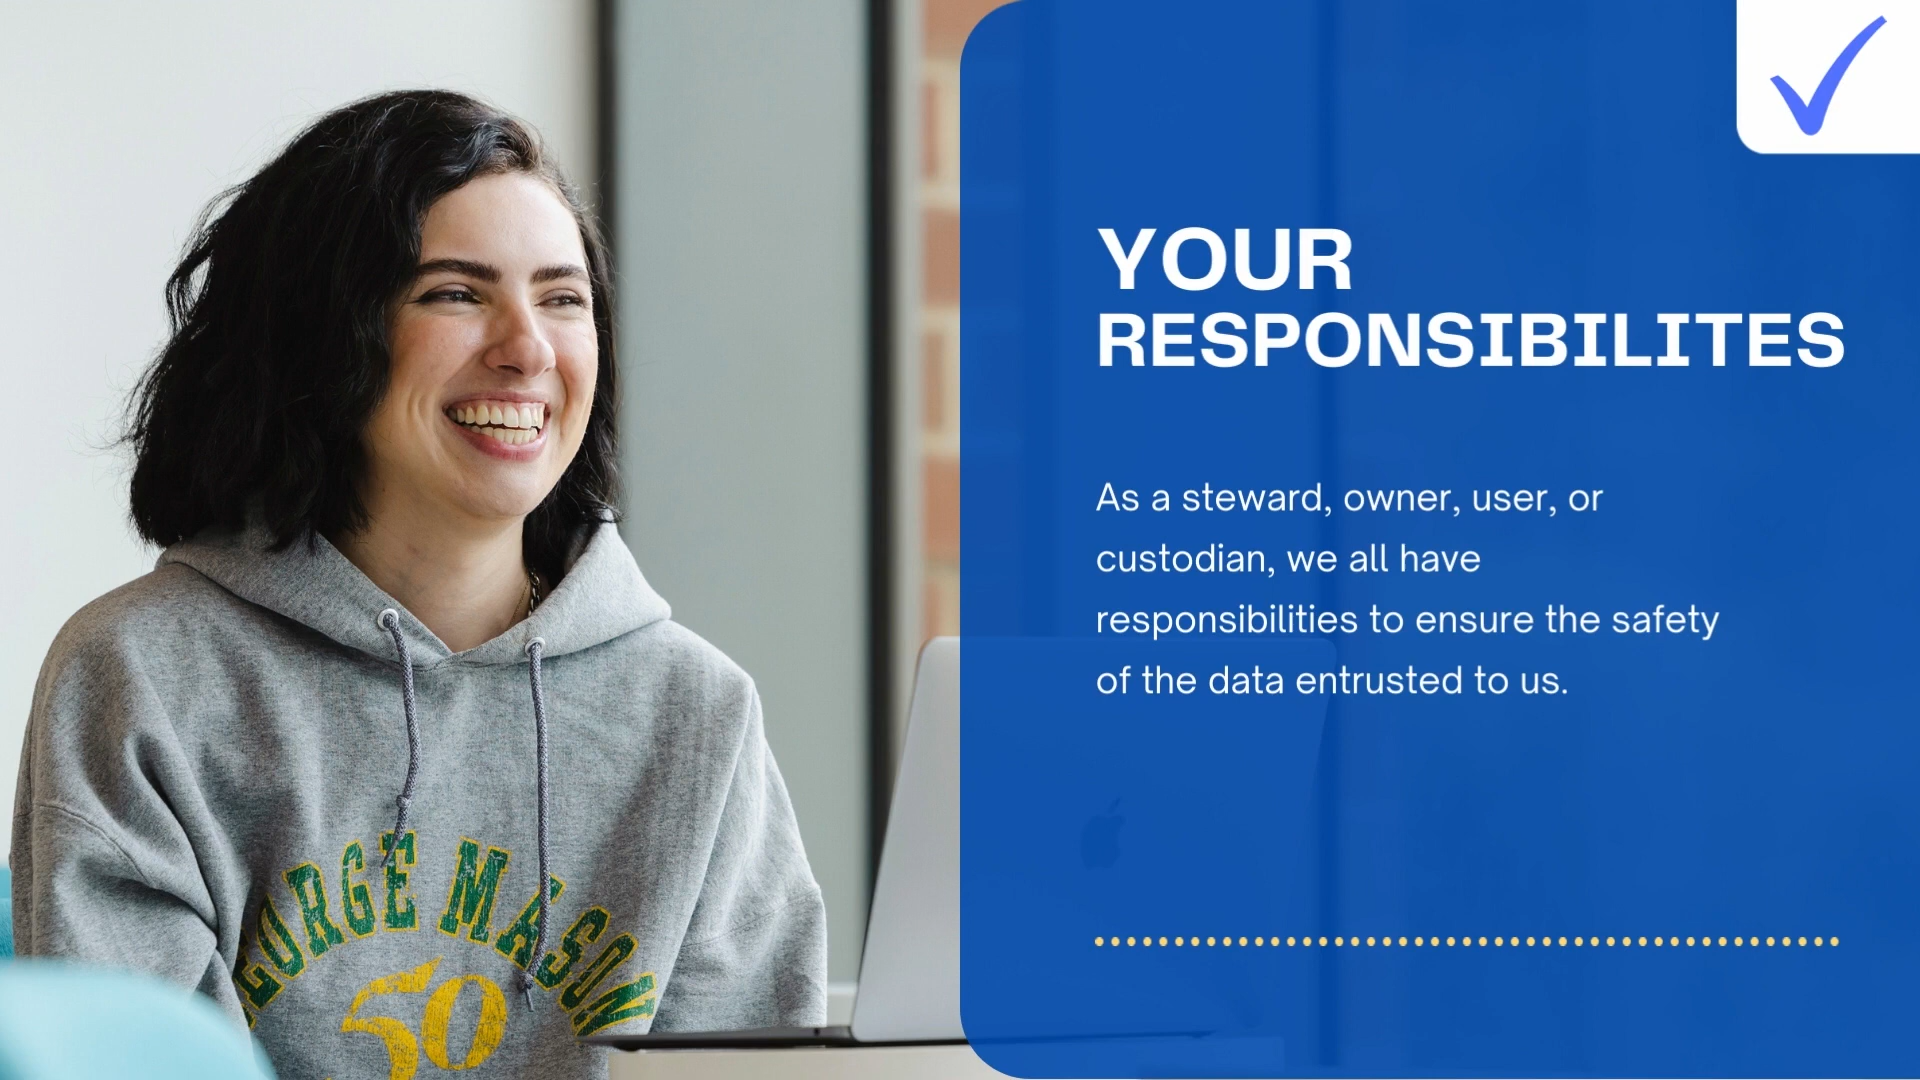 YOUR
RESPONSIBILITES
As a steward, owner, user, or
custodian, we all have
responsibilities to ensure the safety
of the data entrusted to us.
GEORGE MASON
50